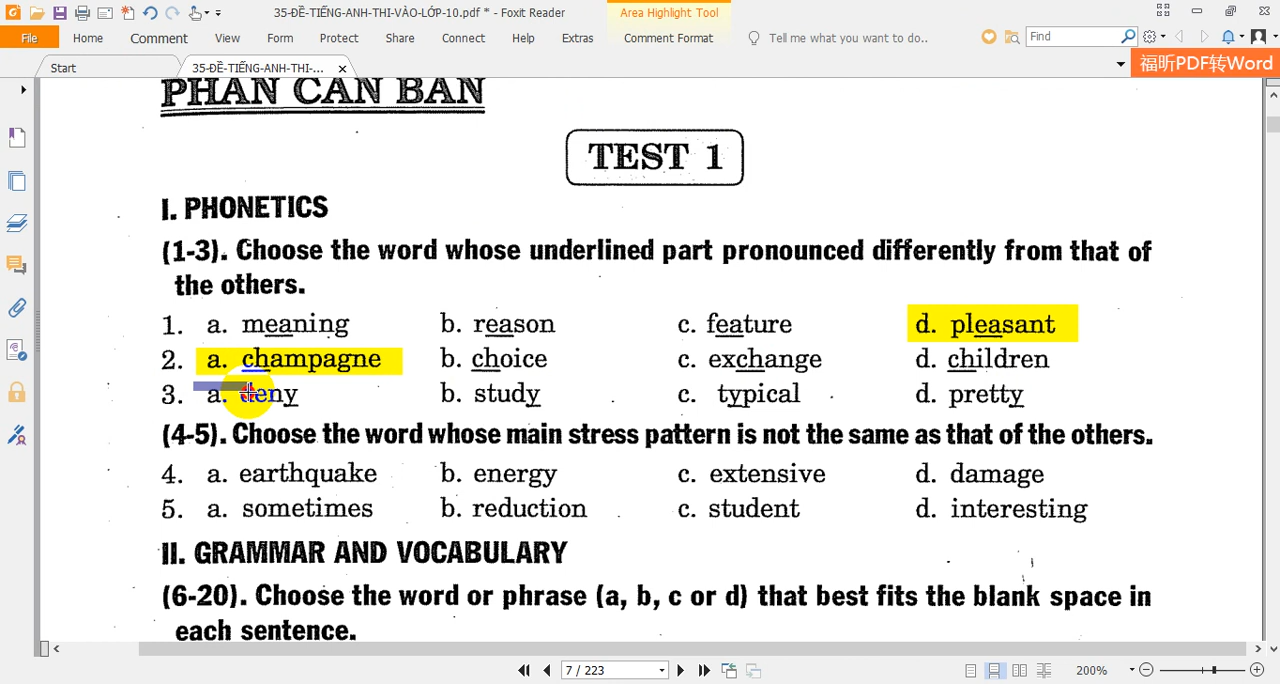 35-ĐỀ-TIẾNG-ANH-THI-VÀO-LỚP-10.pdf * - Foxit Reader
Area Highlight Tool
File Home Comment View Form Protect Share Connect Help Extras Comment Format Tell me what you want to do.. Find
Start 35-ĐỀ-TIẾNG-ANH-THI-... 福昕PDF转Word
PHẦN CĂN BẢN
TEST 1
I. PHONETICS
(1-3). Choose the word whose underlined part pronounced differently from that of
the others.
1. a. meaning b. reason c. feature d. pleasant
2. a. champagne b. choice c. exchange d. children
3. a. deny b. study c. typical d. pretty
(4-5). Choose the word whose main stress pattern is not the same as that of the others.
4. a. earthquake b. energy c. extensive d. damage
5. a. sometimes b. reduction c. student d. interesting
II. GRAMMAR AND VOCABULARY
(6-20). Choose the word or phrase (a, b, c or d) that best fits the blank space in
each sentence.
7 / 223 200%